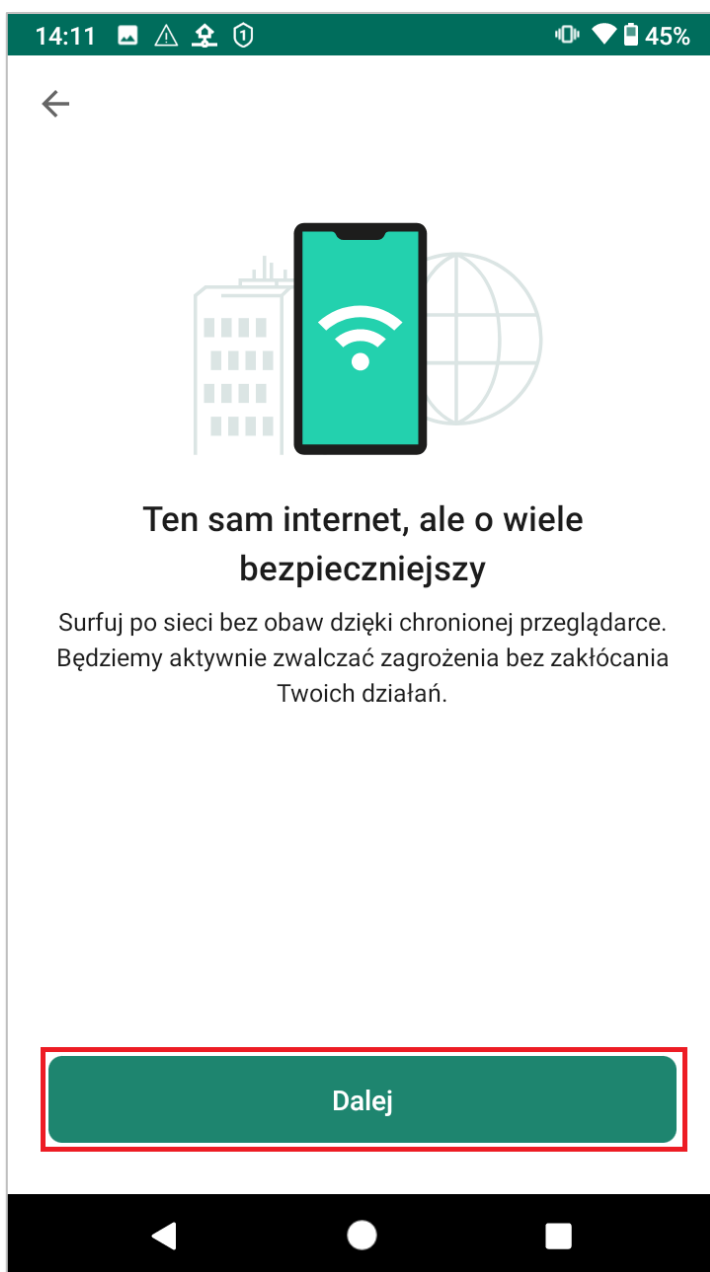 14:11
45%
Ten sam internet, ale o wiele
bezpieczniejszy
Surfuj po sieci bez obaw dzięki chronionej przeglądarce.
Będziemy aktywnie zwalczać zagrożenia bez zakłócania
Twoich działań.
Dalej